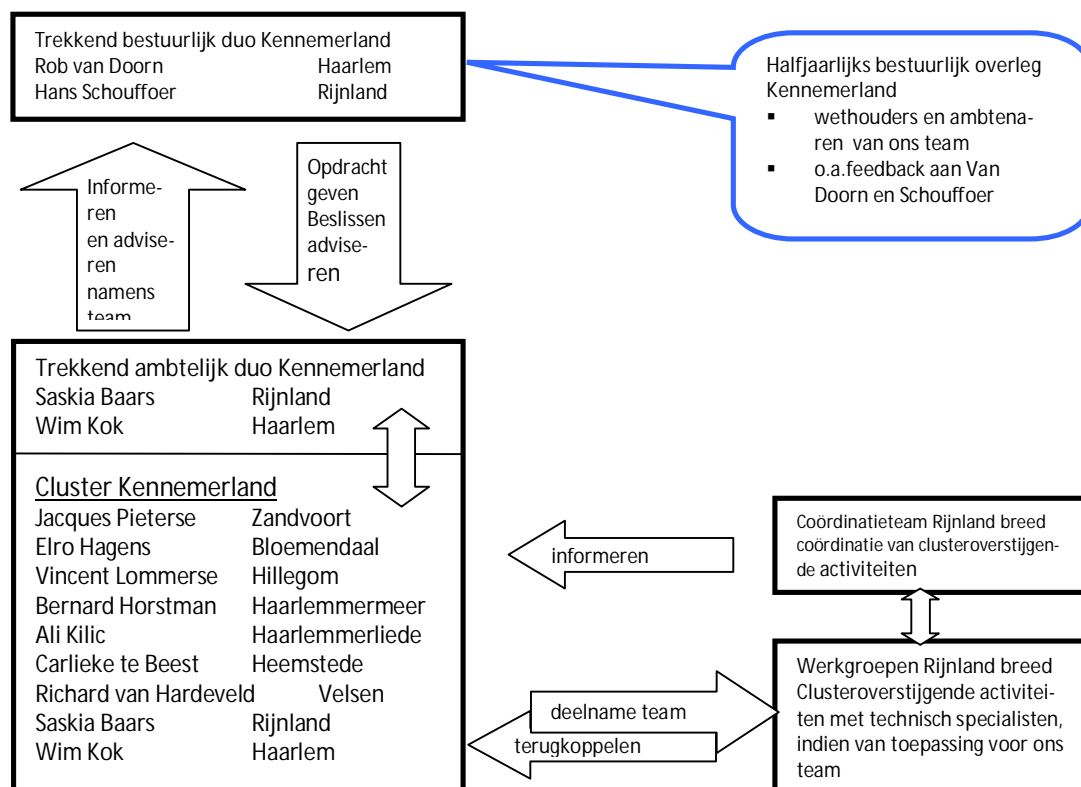 Trekkend bestuurlijk duo Kennemerland
Rob van Doorn Haarlem
Hans Schouffoer Rijnland
Halfjaarlijks bestuurlijk overleg
Kennemerland
▪ wethouders en ambtena-
ren van ons team
▪ o.a.feedback aan Van
Doorn en Schouffoer
Informe-
ren
en advise-
ren
namens
team
Opdracht
geven
Beslissen
advise-
ren
Trekkend ambtelijk duo Kennemerland
Saskia Baars Rijnland
Wim Kok Haarlem
Cluster Kennemerland
Jacques Pieterse Zandvoort
Elro Hagens Bloemendaal
Vincent Lommerse Hillegom
Bernard Horstman Haarlemmermeer
Ali Kilic Haarlemmerliede
Carlieke te Beest Heemstede
Richard van Hardeveld Velsen
Saskia Baars Rijnland
Wim Kok Haarlem
informeren
Coördinatieteam Rijnland breed
coördinatie van clusteroverstijgen-
de activiteiten
deelname team
terugkoppelen
Werkgroepen Rijnland breed
Clusteroverstijgende activitei-
ten met technisch specialisten,
indien van toepassing voor ons
team